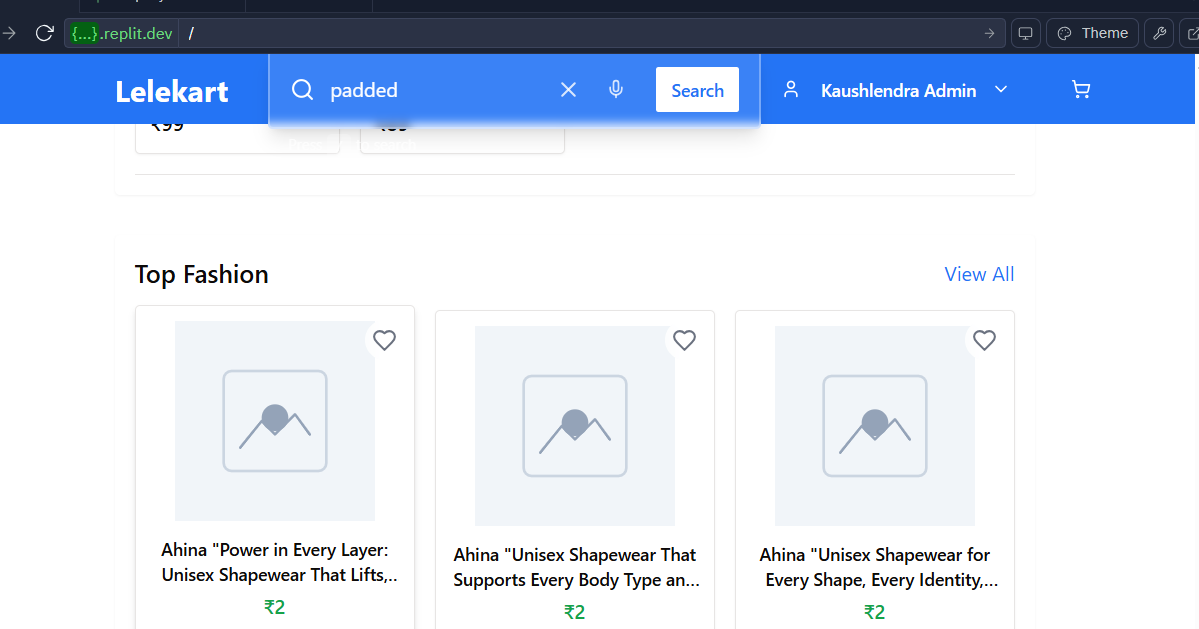 {...}.replit.dev /
Theme
Lelekart
padded
Search
Kaushlendra Admin
₹99
Top Fashion
View All
Ahina "Power in Every Layer:
Unisex Shapewear That Lifts,..
₹2
Ahina "Unisex Shapewear That
Supports Every Body Type an...
₹2
Ahina "Unisex Shapewear for
Every Shape, Every Identity,...
₹2